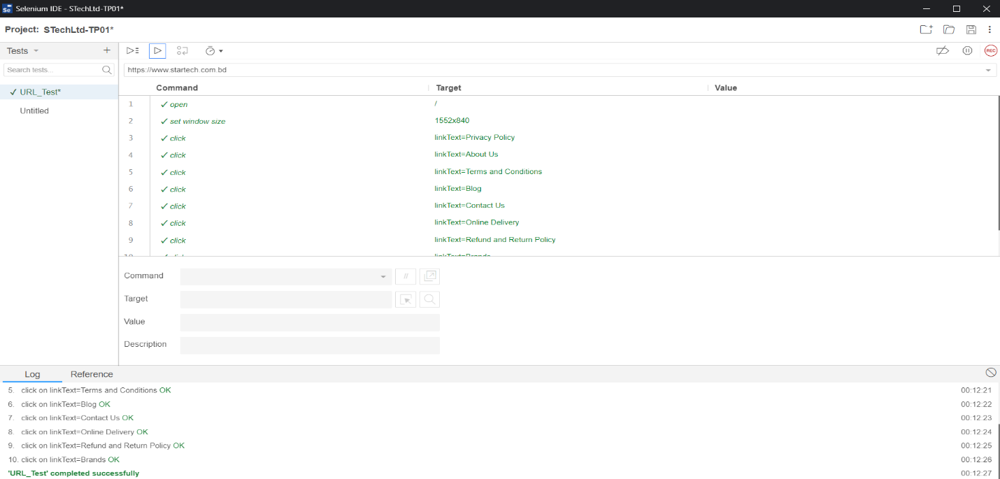 Selenium IDE - STechLtd-TP01*
Project: STechLtd-TP01*
Tests
REC
Search tests...
https://www.startech.com.bd
✓ URL_Test*
Untitled
Command Target Value
1 ✓ open /
2 ✓ set window size 1552x840
3 ✓ click linkText=Privacy Policy
4 ✓ click linkText=About Us
5 ✓ click linkText=Terms and Conditions
6 ✓ click linkText=Blog
7 ✓ click linkText=Contact Us
8 ✓ click linkText=Online Delivery
9 ✓ click linkText=Refund and Return Policy
10 ✓ click linkText=Brands
Command //
Target
Value
Description
Log Reference
5. click on linkText=Terms and Conditions OK 00:12:21
6. click on linkText=Blog OK 00:12:22
7. click on linkText=Contact Us OK 00:12:23
8. click on linkText=Online Delivery OK 00:12:24
9. click on linkText=Refund and Return Policy OK 00:12:25
10. click on linkText=Brands OK 00:12:26
'URL_Test' completed successfully 00:12:27